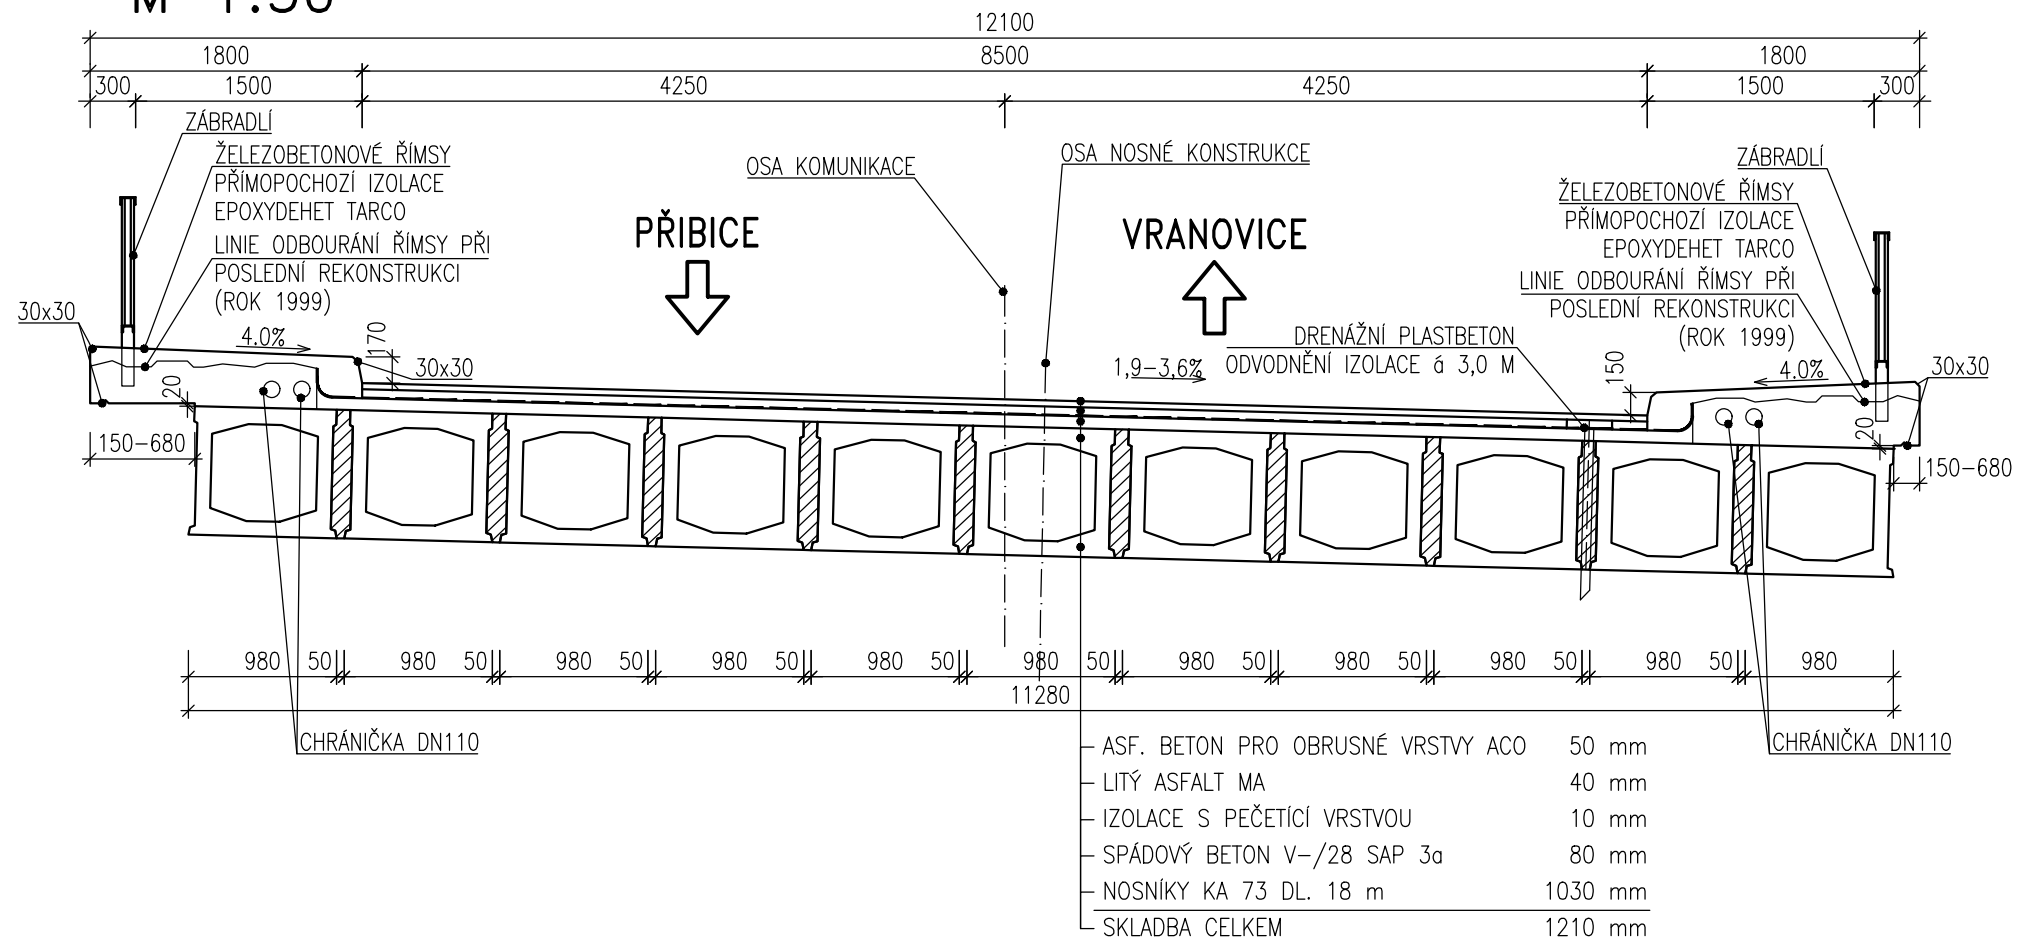 M 1:50
12100
1800 8500 1800
300 1500 4250 4250 1500 300
ZÁBRADLÍ
ŽELEZOBETONOVÉ ŘÍMSY
PŘÍMOPOCHOZÍ IZOLACE
EPOXYDEHET TARCO
LINIE ODBOURÁNÍ ŘÍMSY PŘI
POSLEDNÍ REKONSTRUKCI
(ROK 1999)
OSA KOMUNIKACE
OSA NOSNÉ KONSTRUKCE
PŘIBICE
VRANOVICE
ZÁBRADLÍ
ŽELEZOBETONOVÉ ŘÍMSY
PŘÍMOPOCHOZÍ IZOLACE
EPOXYDEHET TARCO
LINIE ODBOURÁNÍ ŘÍMSY PŘI
POSLEDNÍ REKONSTRUKCI
(ROK 1999)
DRENÁŽNÍ PLASTBETON
ODVODNĚNÍ IZOLACE á 3,0 M
30x30
4.0%
170
30x30
1,9-3,6%
150
4.0%
30x30
20
20
150-680
150-680
980 50 980 50 980 50 980 50 980 50 980 50 980 50 980 50 980 50 980 50 980
11280
CHRÁNIČKA DN110
CHRÁNIČKA DN110
ASF. BETON PRO OBRUSNÉ VRSTVY ACO 50 mm
LITÝ ASFALT MA 40 mm
IZOLACE S PEČETÍCÍ VRSTVOU 10 mm
SPÁDOVÝ BETON V-/28 SAP 3a 80 mm
NOSNÍKY KA 73 DL. 18 m 1030 mm
SKLADBA CELKEM 1210 mm